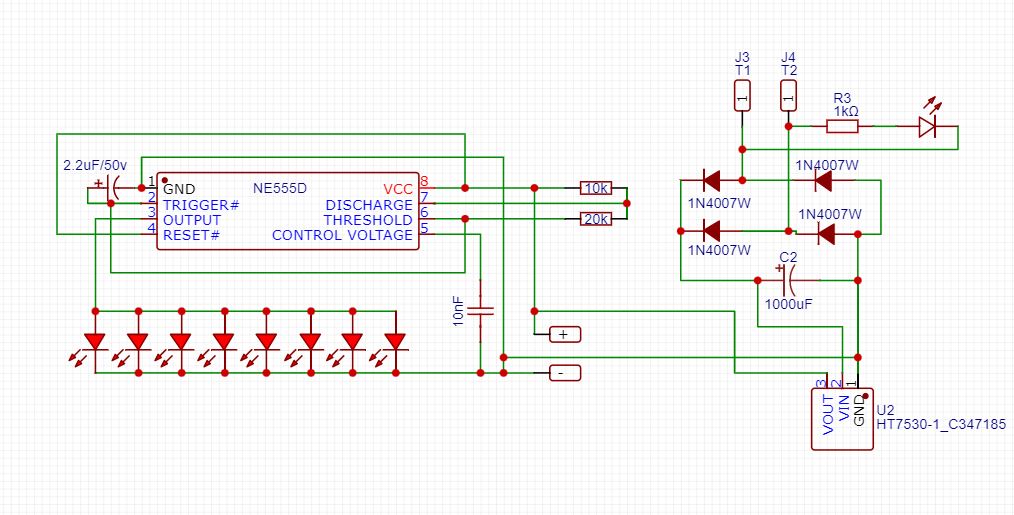 J3
T1
1
J4
T2
1
R3
1kΩ
2.2uF/50v
+
1 GND
2 TRIGGER#
3 OUTPUT
4 RESET#
NE555D
VCC 8
DISCHARGE 7
THRESHOLD 6
CONTROL VOLTAGE 5
10k
20k
1N4007W
1N4007W
1N4007W
1N4007W
C2
+
1000uF
10nF
+
-
3 VOUT
2 VIN
1 GND
U2
HT7530-1_C347185